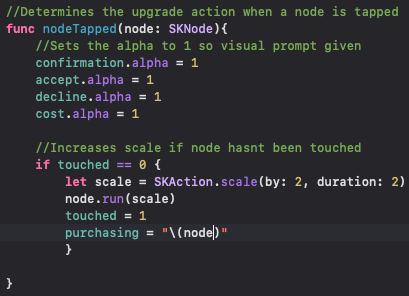 //Determines the upgrade action when a node is tapped
func nodeTapped(node: SKNode){
//Sets the alpha to 1 so visual prompt given
confirmation.alpha = 1
accept.alpha = 1
decline.alpha = 1
cost.alpha = 1
//Increases scale if node hasnt been touched
if touched == 0 {
let scale = SKAction.scale(by: 2, duration: 2)
node.run(scale)
touched = 1
purchasing = "\(node)"
}
}